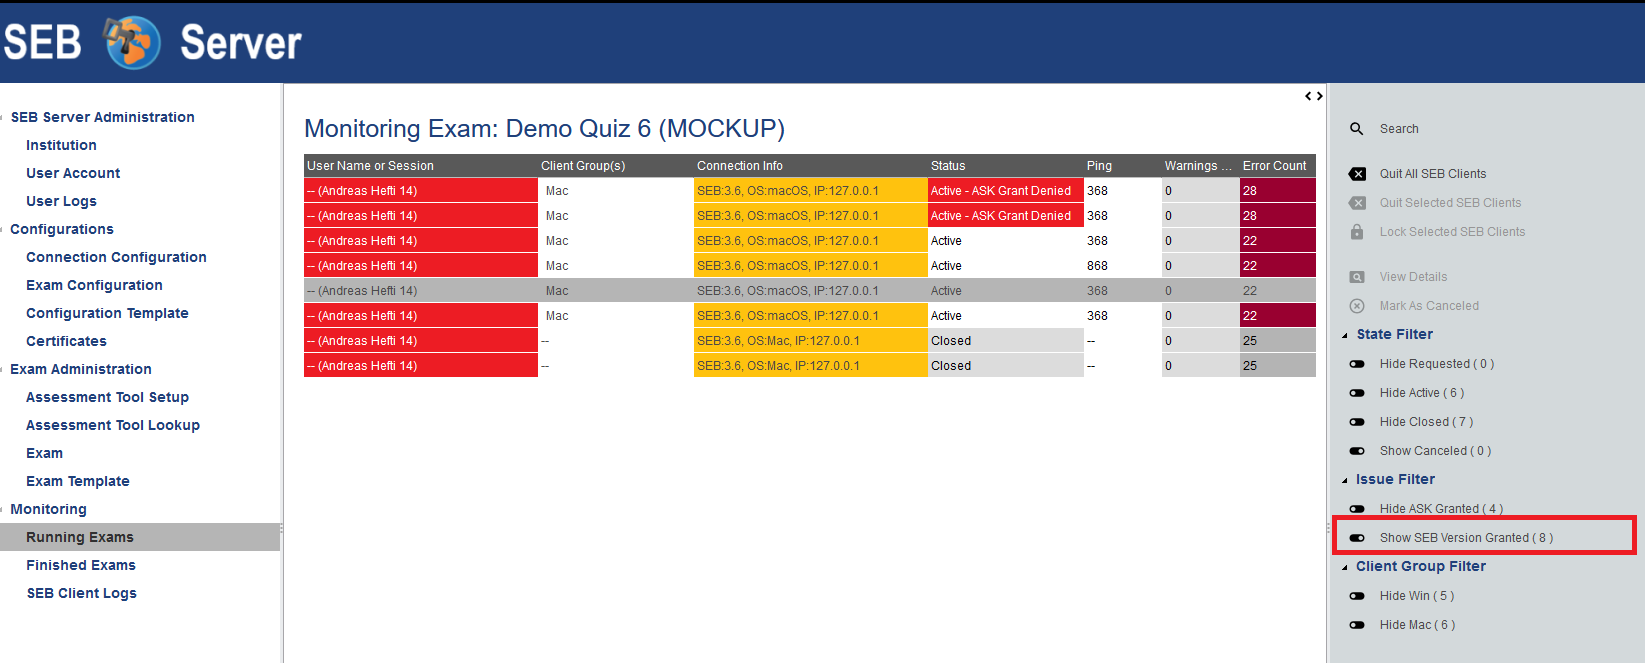 SEB Server
SEB Server Administration
Institution
User Account
User Logs
Configurations
Connection Configuration
Exam Configuration
Configuration Template
Certificates
Exam Administration
Assessment Tool Setup
Assessment Tool Lookup
Exam
Exam Template
Monitoring
Running Exams
Finished Exams
SEB Client Logs
Monitoring Exam: Demo Quiz 6 (MOCKUP)
User Name or Session Client Group(s) Connection Info Status Ping Warnings ... Error Count
-- (Andreas Hefti 14) Mac SEB:3.6, OS:macOS, IP:127.0.0.1 Active - ASK Grant Denied 368 0 28
-- (Andreas Hefti 14) Mac SEB:3.6, OS:macOS, IP:127.0.0.1 Active - ASK Grant Denied 368 0 28
-- (Andreas Hefti 14) Mac SEB:3.6, OS:macOS, IP:127.0.0.1 Active 368 0 22
-- (Andreas Hefti 14) Mac SEB:3.6, OS:macOS, IP:127.0.0.1 Active 868 0 22
-- (Andreas Hefti 14) Mac SEB:3.6, OS:macOS, IP:127.0.0.1 Active 368 0 22
-- (Andreas Hefti 14) Mac SEB:3.6, OS:macOS, IP:127.0.0.1 Active 368 0 22
-- (Andreas Hefti 14) -- SEB:3.6, OS:Mac, IP:127.0.0.1 Closed -- 0 25
-- (Andreas Hefti 14) -- SEB:3.6, OS:Mac, IP:127.0.0.1 Closed -- 0 25
Search
Quit All SEB Clients
Quit Selected SEB Clients
Lock Selected SEB Clients
View Details
Mark As Canceled
State Filter
Hide Requested ( 0 )
Hide Active ( 6 )
Hide Closed ( 7 )
Show Canceled ( 0 )
Issue Filter
Hide ASK Granted ( 4 )
Show SEB Version Granted ( 8 )
Client Group Filter
Hide Win ( 5 )
Hide Mac ( 6 )